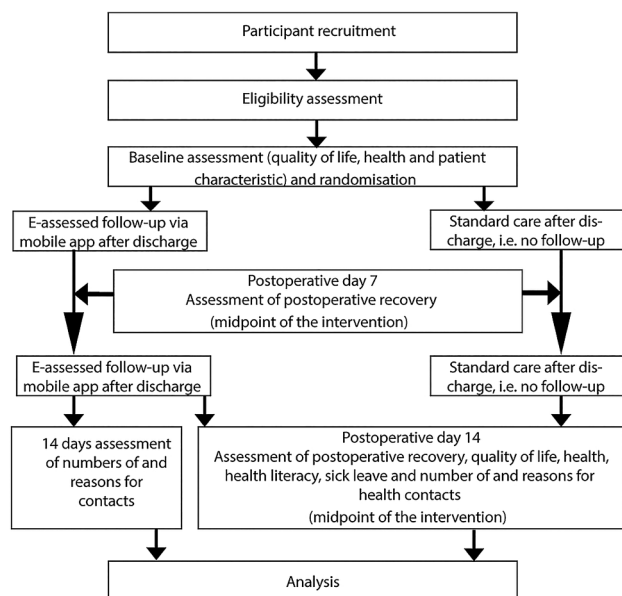 Participant recruitment
Eligibility assessment
Baseline assessment (quality of life, health and patient
characteristic) and randomisation
E-assessed follow-up via
mobile app after discharge
Standard care after dis-
charge, i.e. no follow-up
Postoperative day 7
Assessment of postoperative recovery
(midpoint of the intervention)
E-assessed follow-up via
mobile app after discharge
Standard care after dis-
charge, i.e. no follow-up
14 days assessment
of numbers of and
reasons for
contacts
Postoperative day 14
Assessment of postoperative recovery, quality of life, health,
health literacy, sick leave and number of and reasons for
health contacts
(midpoint of the intervention)
Analysis